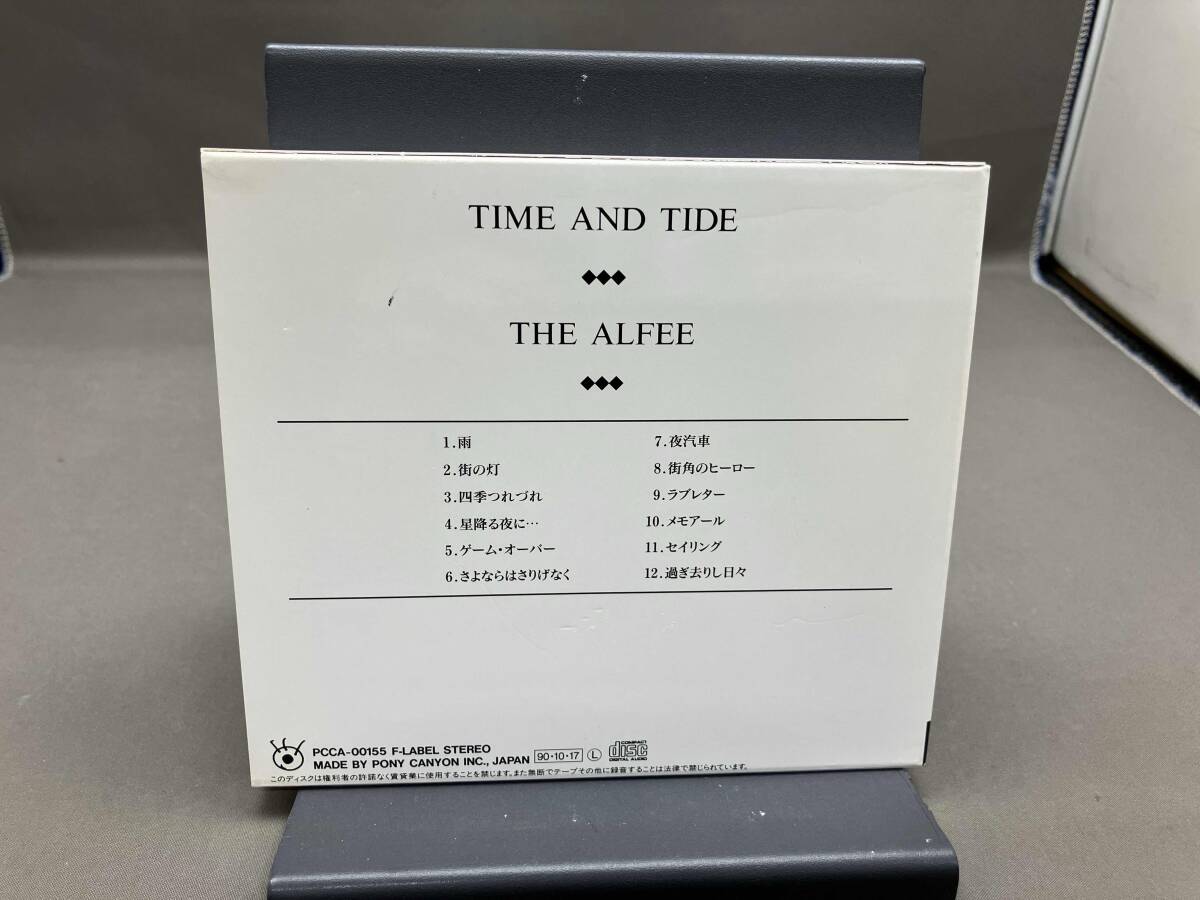 TIME AND TIDE
◆◆◆
THE ALFEE
◆◆◆
1.雨
2.街の灯
3.四季つれづれ
4.星降る夜に…
5.ゲーム・オーバー
6.さよならはさりげなく
7.夜汽車
8.街角のヒーロー
9.ラブレター
10.メモアール
11.セイリング
12.過ぎ去りし日々
PCCA-00155 F-LABEL STEREO
MADE BY PONY CANYON INC., JAPAN 90・10・17 Ⓛ
COMPACT
disc
DIGITAL AUDIO
このディスクは権利者の許諾なく賃貸業に使用することを禁じます。また無断でテープその他に録音することは法律で禁じられています。